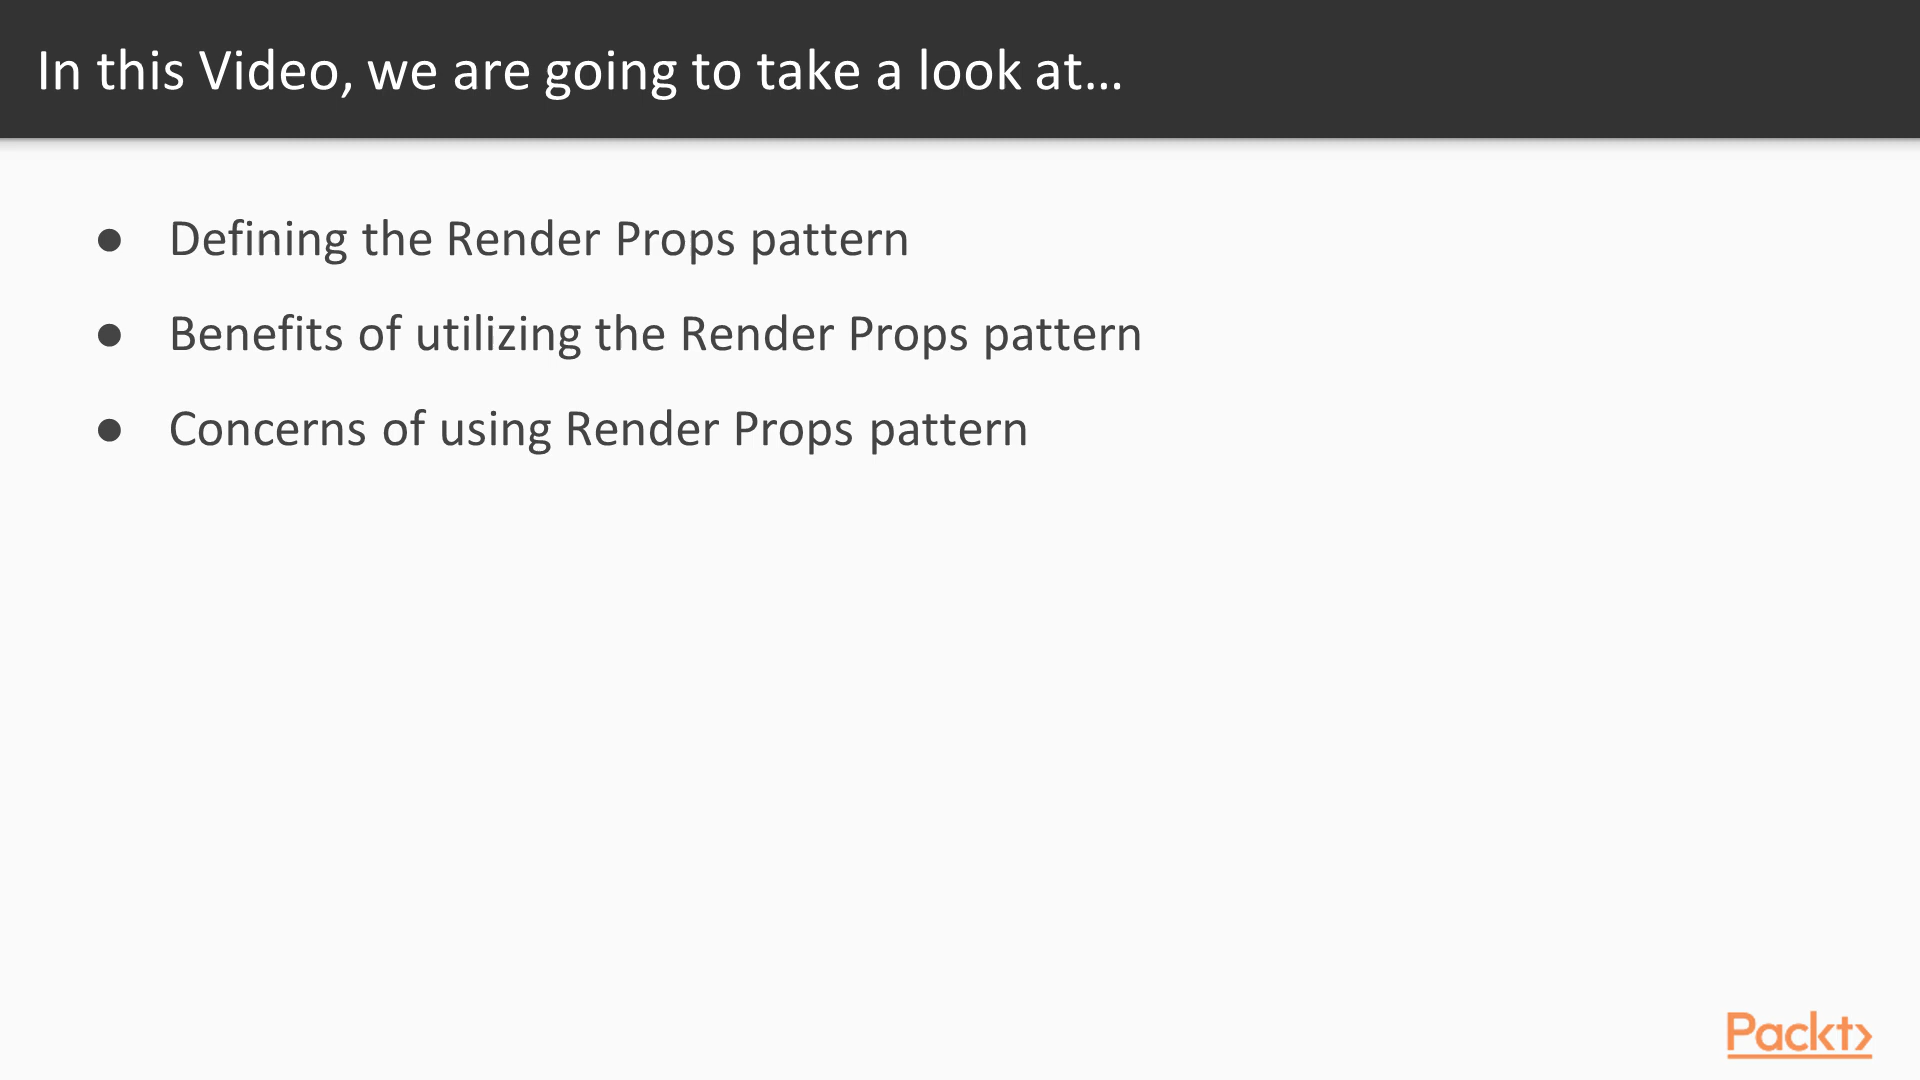 In this Video, we are going to take a look at...
● Defining the Render Props pattern
● Benefits of utilizing the Render Props pattern
● Concerns of using Render Props pattern
Packt>